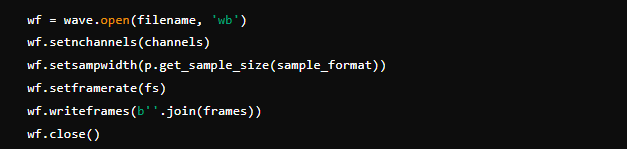 wf = wave.open(filename, 'wb')
wf.setnchannels(channels)
wf.setsampwidth(p.get_sample_size(sample_format))
wf.setframerate(fs)
wf.writeframes(b''.join(frames))
wf.close()